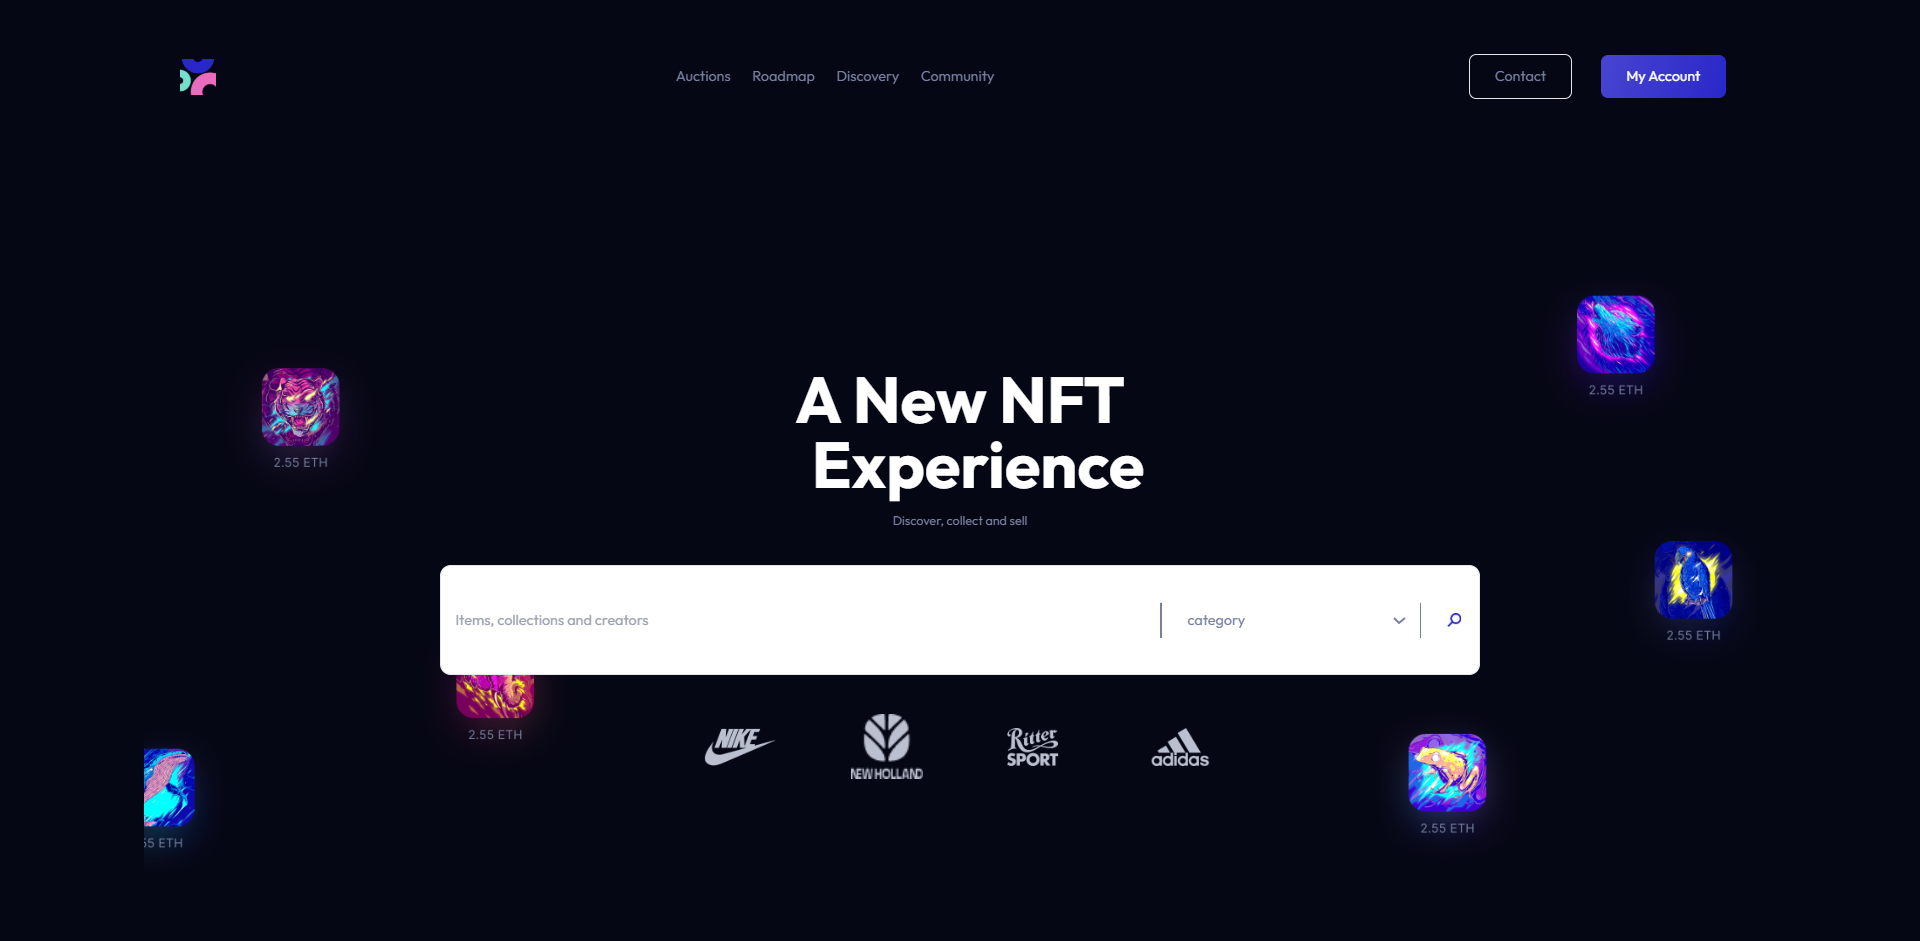 Auctions Roadmap Discovery Community
Contact
My Account
2.55 ETH
2.55 ETH
A New NFT
Experience
Discover, collect and sell
Items, collections and creators
category
2.55 ETH
2.55 ETH
NIKE
NEW HOLLAND
Ritter
SPORT
adidas
55 ETH
2.55 ETH